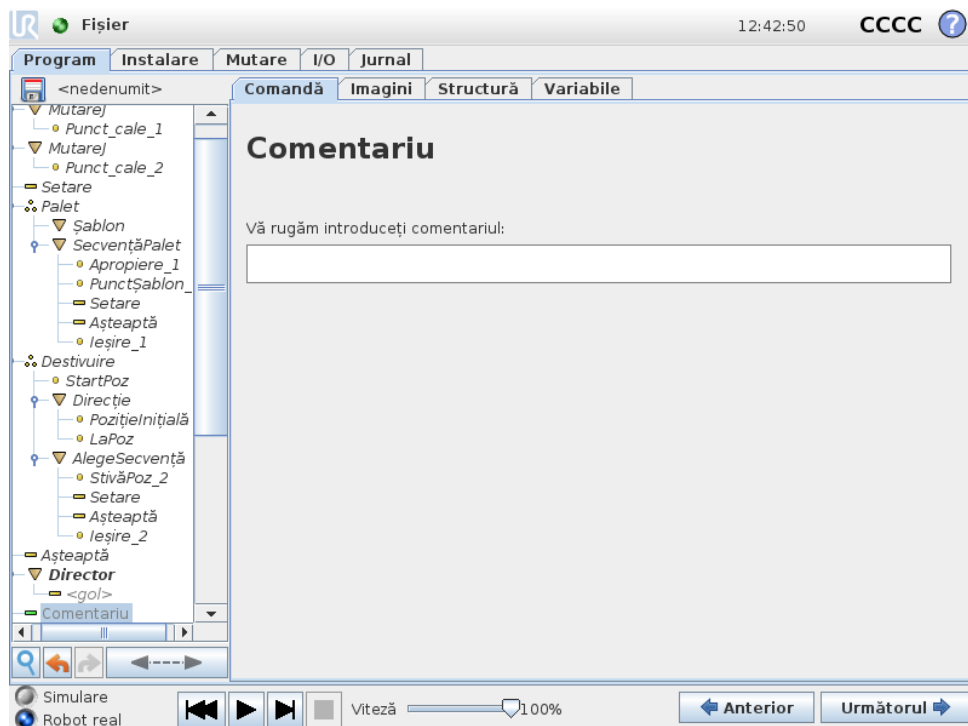 UR Fișier 12:42:50 CCCC ?
Program Instalare Mutare I/O Jurnal
<nedenumit>
Comandă Imagini Structură Variabile
MutareJ
Punct_cale_1
MutareJ
Punct_cale_2
Setare
Palet
Șablon
SecvențăPalet
Apropiere_1
PunctȘablon_
Setare
Așteaptă
Ieșire_1
Destivuire
StartPoz
Direcție
PozițieInițială
LaPoz
AlegeSecvență
StivăPoz_2
Setare
Așteaptă
Ieșire_2
Așteaptă
Director
<gol>
Comentariu
Comentariu
Vă rugăm introduceți comentariul:
Simulare
Robot real
Viteză 100%
Anterior Următorul